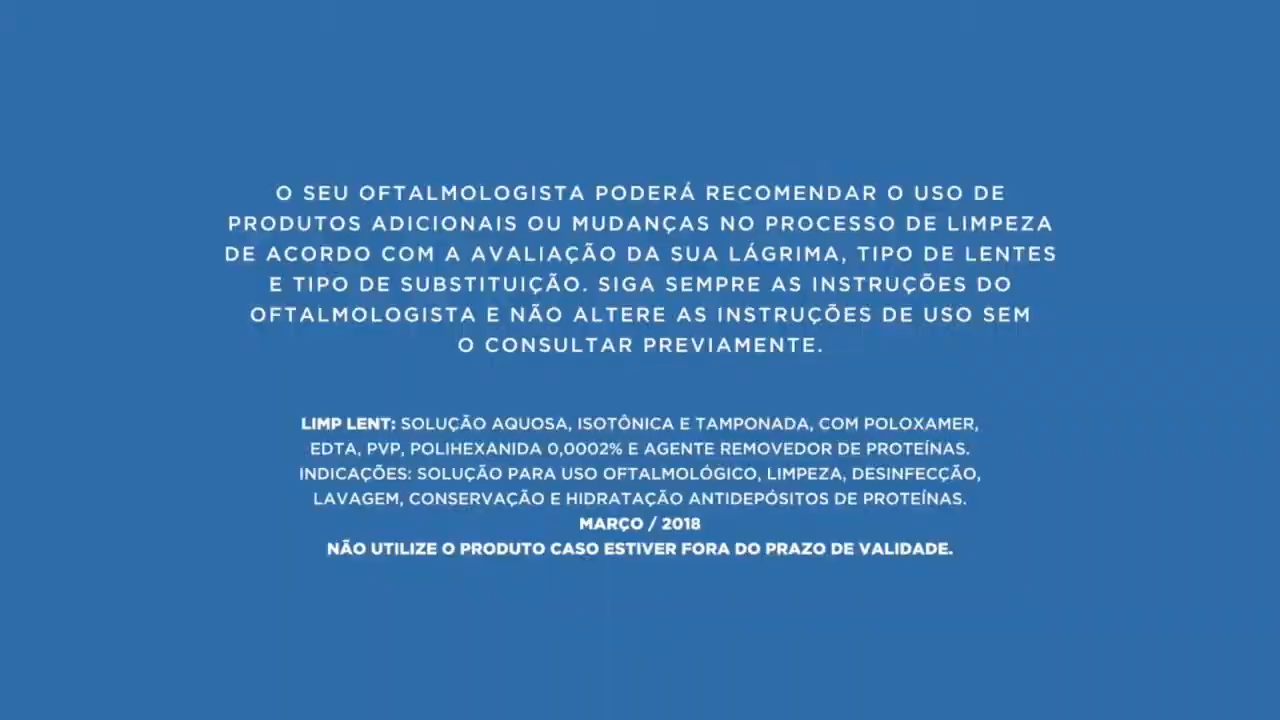 O SEU OFTALMOLOGISTA PODERÁ RECOMENDAR O USO DE
PRODUTOS ADICIONAIS OU MUDANÇAS NO PROCESSO DE LIMPEZA
DE ACORDO COM A AVALIAÇÃO DA SUA LÁGRIMA, TIPO DE LENTES
E TIPO DE SUBSTITUIÇÃO. SIGA SEMPRE AS INSTRUÇÕES DO
OFTALMOLOGISTA E NÃO ALTERE AS INSTRUÇÕES DE USO SEM
O CONSULTAR PREVIAMENTE.
LIMP LENT: SOLUÇÃO AQUOSA, ISOTÔNICA E TAMPONADA, COM POLOXAMER,
EDTA, PVP, POLIHEXANIDA 0,0002% E AGENTE REMOVEDOR DE PROTEÍNAS.
INDICAÇÕES: SOLUÇÃO PARA USO OFTALMOLÓGICO, LIMPEZA, DESINFECÇÃO,
LAVAGEM, CONSERVAÇÃO E HIDRATAÇÃO ANTIDEPÓSITOS DE PROTEÍNAS.
MARÇO / 2018
NÃO UTILIZE O PRODUTO CASO ESTIVER FORA DO PRAZO DE VALIDADE.